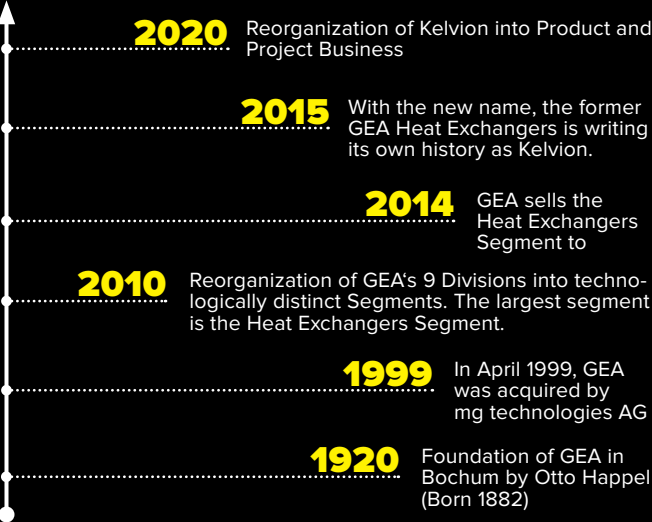 2020
Reorganization of Kelvion into Product and
Project Business
2015
With the new name, the former
GEA Heat Exchangers is writing
its own history as Kelvion.
2014
GEA sells the
Heat Exchangers
Segment to
2010
Reorganization of GEA‘s 9 Divisions into techno-
logically distinct Segments. The largest segment
is the Heat Exchangers Segment.
1999
In April 1999, GEA
was acquired by
mg technologies AG
1920
Foundation of GEA in
Bochum by Otto Happel
(Born 1882)